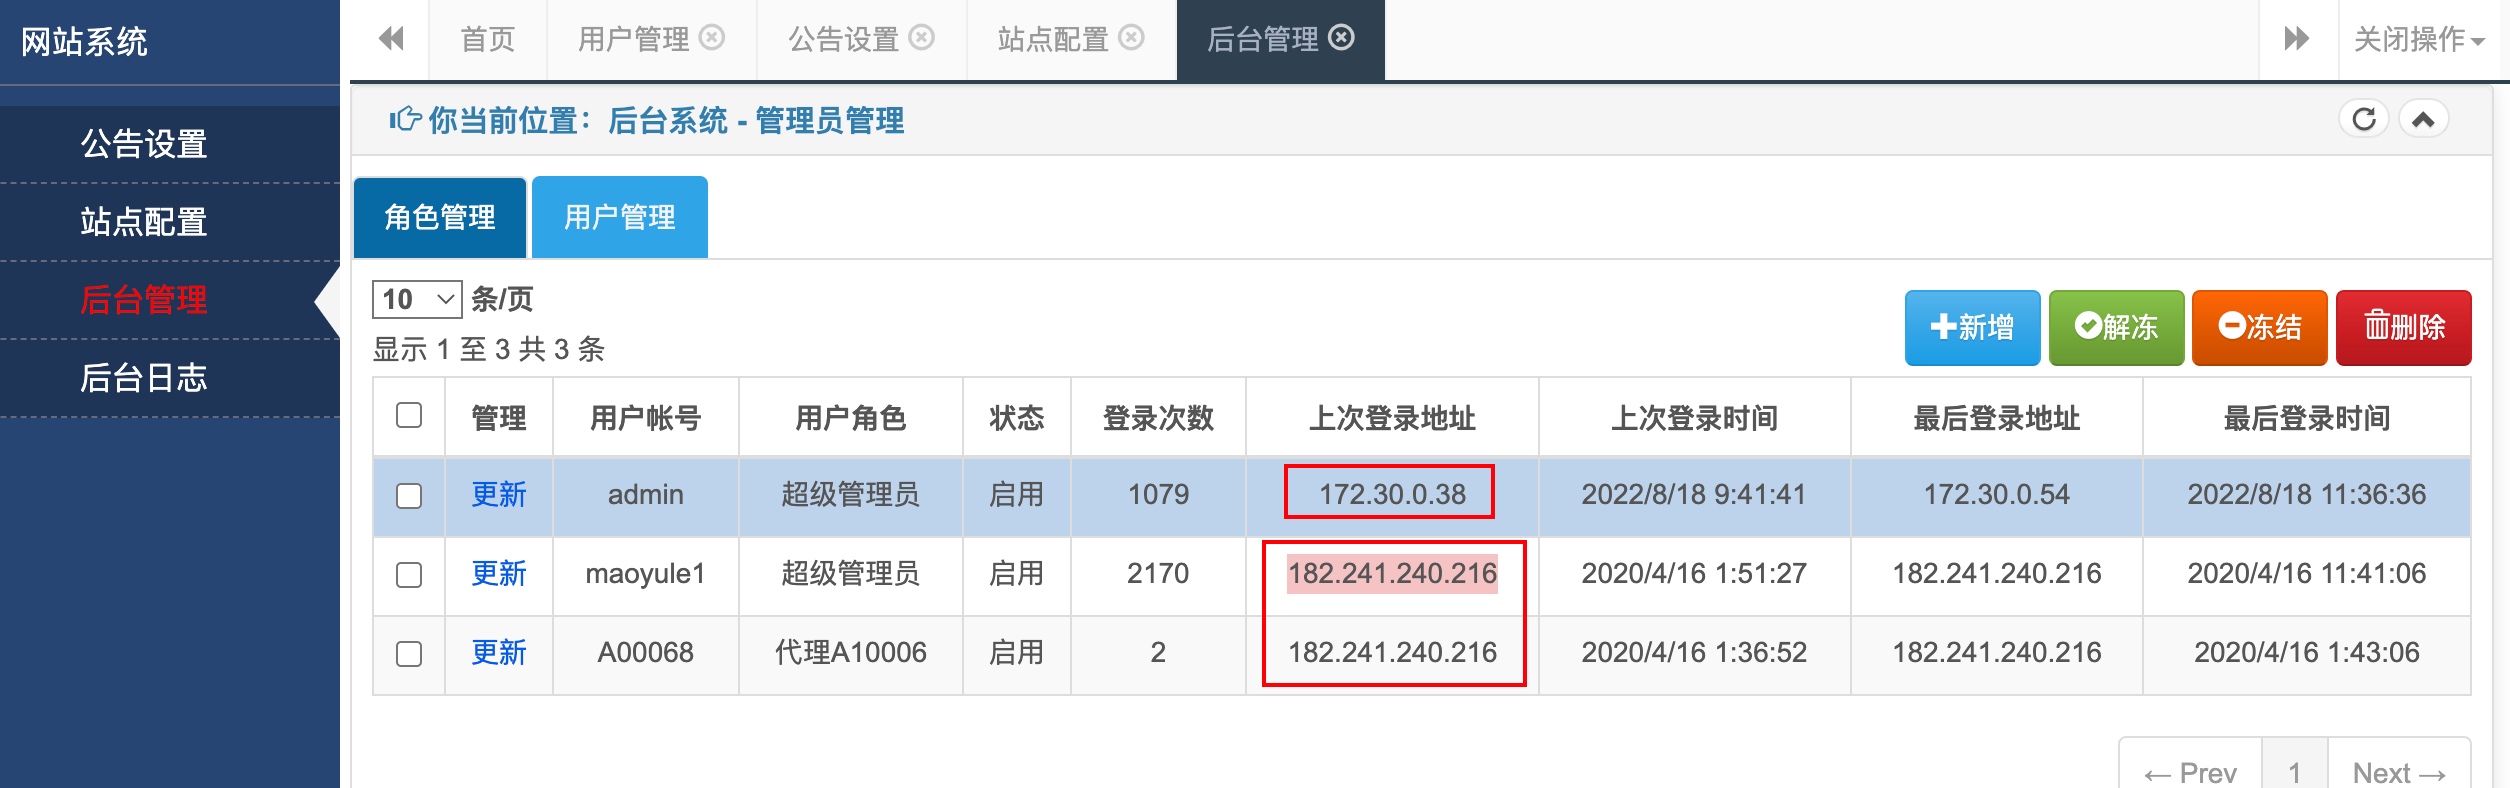 网站系统
首页 用户管理 公告设置 站点配置 后台管理 关闭操作
你当前位置：后台系统 - 管理员管理
公告设置
站点配置
后台管理
后台日志
角色管理 用户管理
10 条/页
显示 1 至 3 共 3 条
新增 解冻 冻结 删除
管理 用户帐号 用户角色 状态 登录次数 上次登录地址 上次登录时间 最后登录地址 最后登录时间
更新 admin 超级管理员 启用 1079 172.30.0.38 2022/8/18 9:41:41 172.30.0.54 2022/8/18 11:36:36
更新 maoyule1 超级管理员 启用 2170 182.241.240.216 2020/4/16 1:51:27 182.241.240.216 2020/4/16 11:41:06
更新 A00068 代理A10006 启用 2 182.241.240.216 2020/4/16 1:36:52 182.241.240.216 2020/4/16 1:43:06
← Prev 1 Next →